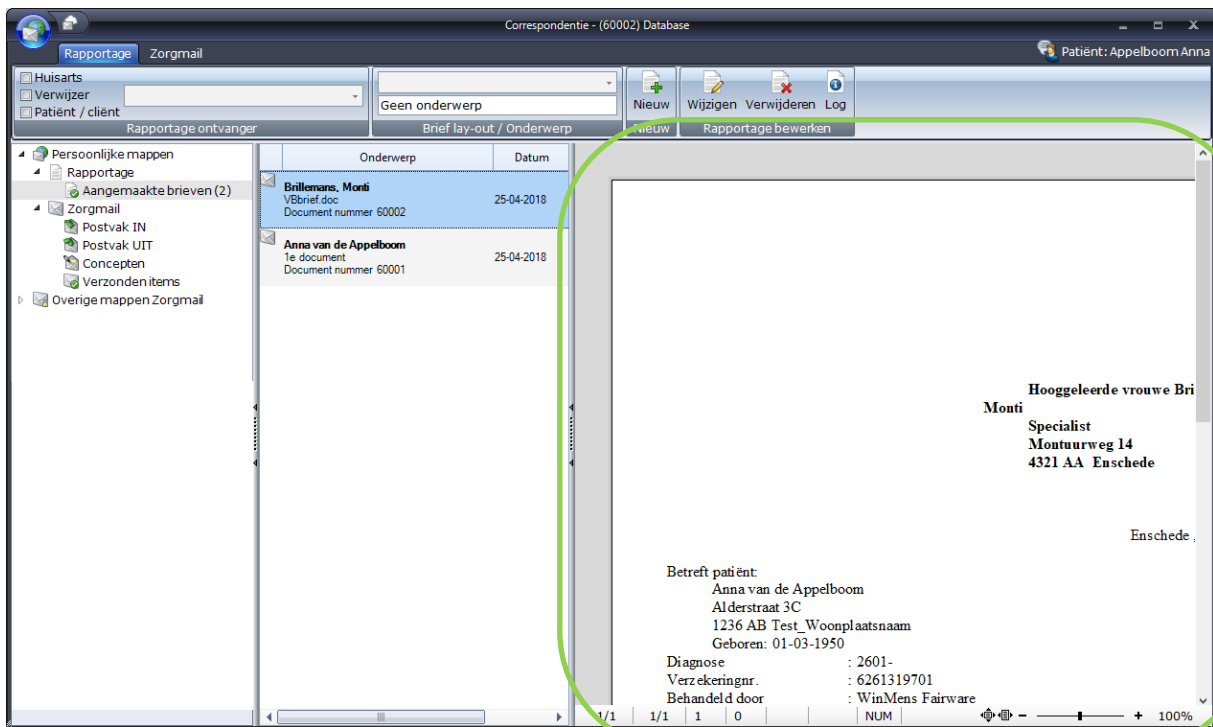 Correspondentie - (60002) Database
Rapportage Zorgmail
Patiënt: Appelboom Anna
Huisarts
Verwijzer
Patiënt / cliënt
Rapportage ontvanger
Geen onderwerp
Brief lay-out / Onderwerp
Nieuw
Nieuw
Wijzigen Verwijderen Log
Rapportage bewerken
Persoonlijke mappen
Rapportage
Aangemaakte brieven (2)
Zorgmail
Postvak IN
Postvak UIT
Concepten
Verzonden items
Overige mappen Zorgmail
Onderwerp Datum
Brillemans, Monti
VBbrief.doc 25-04-2018
Document nummer 60002
Anna van de Appelboom
1e document 25-04-2018
Document nummer 60001
Hooggeleerde vrouwe Bri
Monti
Specialist
Montuurweg 14
4321 AA Enschede
Enschede ,
Betreft patiënt:
Anna van de Appelboom
Alderstraat 3C
1236 AB Test_Woonplaatsnaam
Geboren: 01-03-1950
Diagnose : 2601-
Verzekeringnr. : 6261319701
Behandeld door : WinMens Fairware
1/1 1/1 1 0 NUM - + 100%